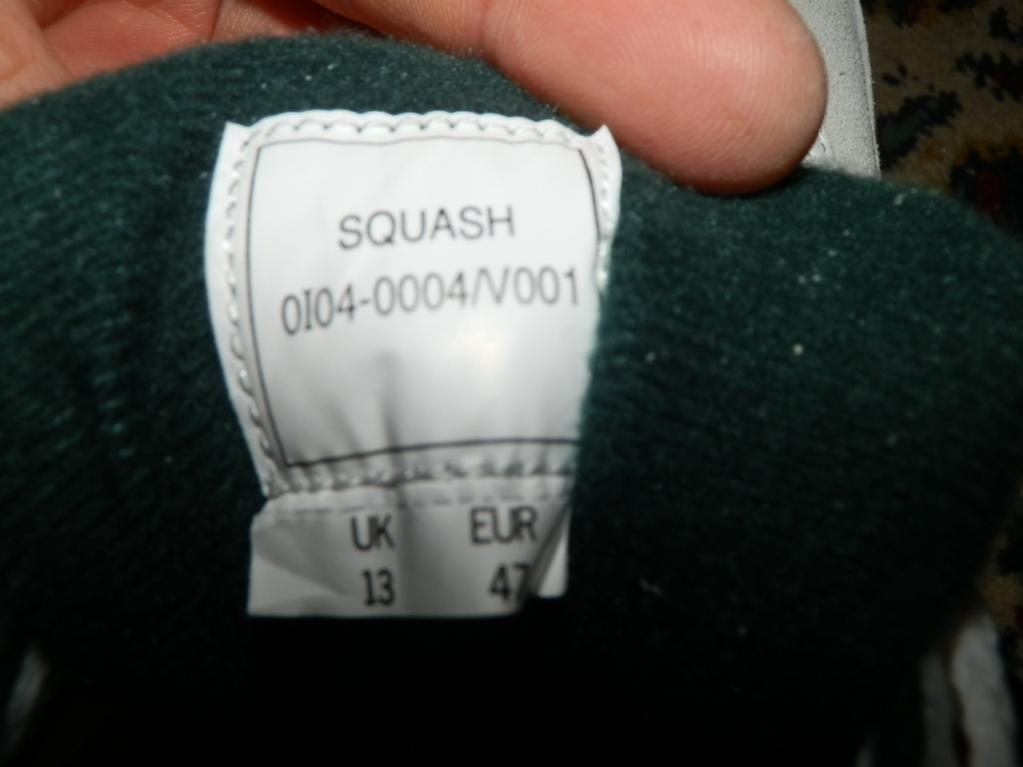 SQUASH
0I04-0004/V001
UK EUR
13 47